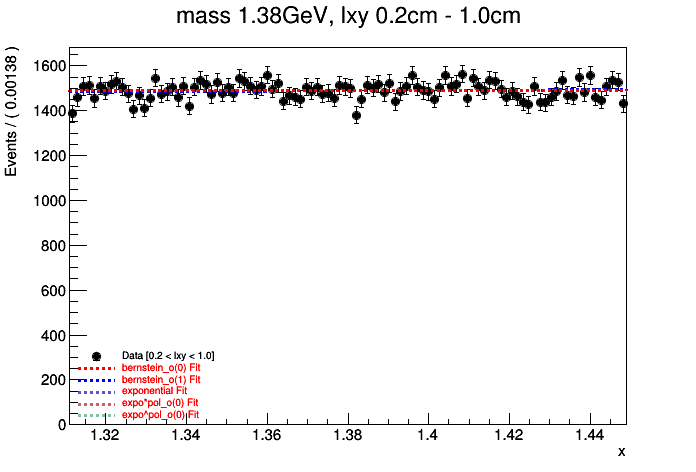 mass 1.38GeV, lxy 0.2cm - 1.0cm
Events / ( 0.00138 )
1600
1400
1200
1000
800
600
400
200
0
Data [0.2 < lxy < 1.0]
bernstein_o(0) Fit
bernstein_o(1) Fit
exponential Fit
expo*pol_o(0) Fit
expo^pol_o(0) Fit
1.32 1.34 1.36 1.38 1.4 1.42 1.44
x